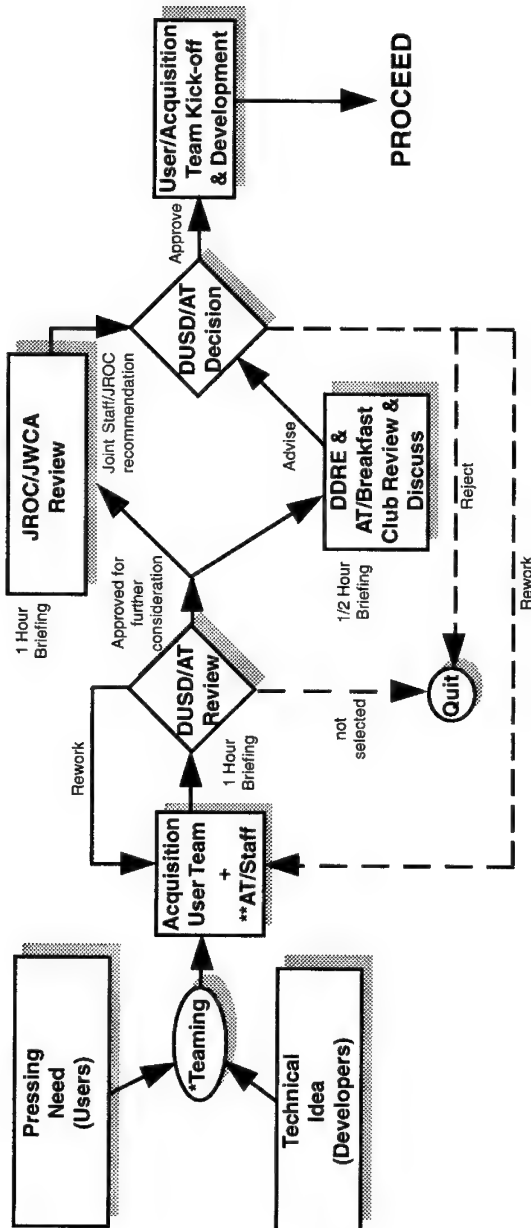 Pressing
Need
(Users)
Technical
Idea
(Developers)
*Teaming
Acquisition
User Team
+
**AT/Staff
Rework
DUSD/AT
Review
1 Hour
Briefing
not
selected
Quit
Approved for
further
consideration
1 Hour
Briefing
JROC/JWCA
Review
Joint Staff/JROC
recommendation
1/2 Hour
Briefing
DDRE &
AT/Breakfast
Club Review &
Discuss
Advise
DUSD/AT
Decision
Reject
Rework
Approve
User/Acquisition
Team Kick-off
& Development
PROCEED